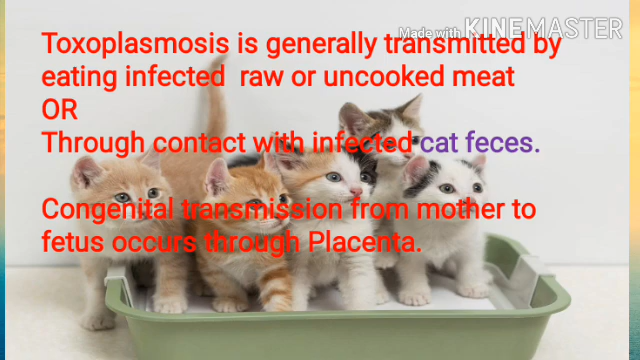 Made with KINEMASTER
Toxoplasmosis is generally transmitted by
eating infected  raw or uncooked meat
OR
Through contact with infected cat feces.
Congenital transmission from mother to
fetus occurs through Placenta.